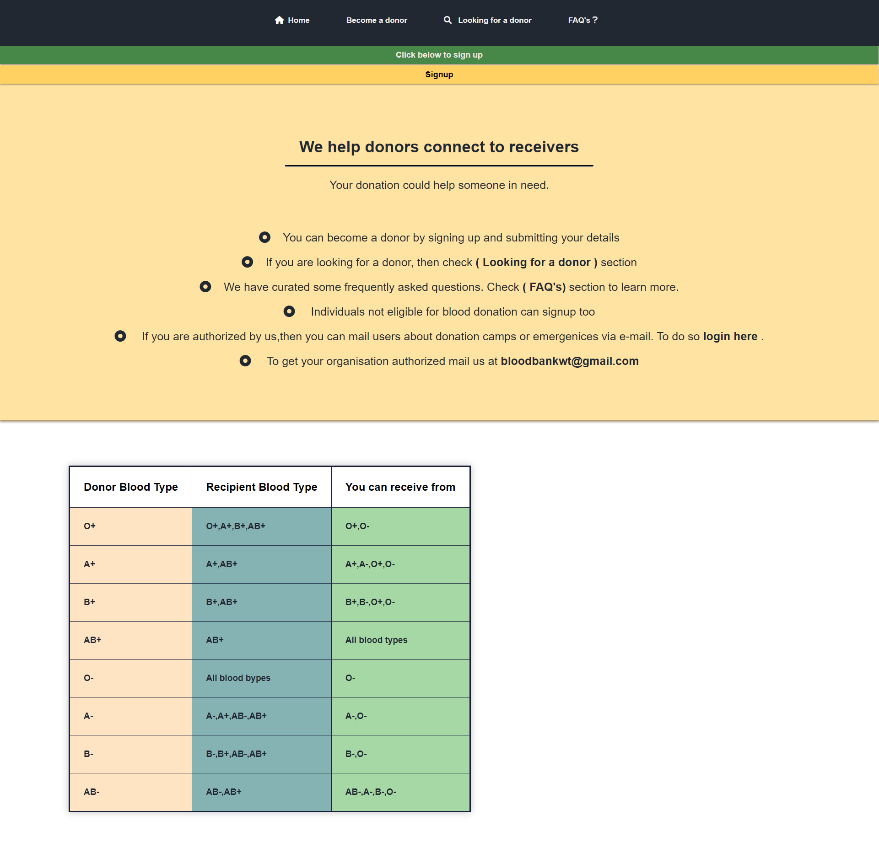 Home Become a donor Looking for a donor FAQ's ?
Click below to sign up
Signup
We help donors connect to receivers
Your donation could help someone in need.
You can become a donor by signing up and submitting your details
If you are looking for a donor, then check ( Looking for a donor ) section
We have curated some frequently asked questions. Check ( FAQ's) section to learn more.
Individuals not eligible for blood donation can signup too
If you are authorized by us,then you can mail users about donation camps or emergenices via e-mail. To do so login here .
To get your organisation authorized mail us at bloodbankwt@gmail.com
Donor Blood Type Recipient Blood Type You can receive from
O+ O+,A+,B+,AB+ O+,O-
A+ A+,AB+ A+,A-,O+,O-
B+ B+,AB+ B+,B-,O+,O-
AB+ AB+ All blood types
O- All blood bypes O-
A- A-,A+,AB-,AB+ A-,O-
B- B-,B+,AB-,AB+ B-,O-
AB- AB-,AB+ AB-,A-,B-,O-